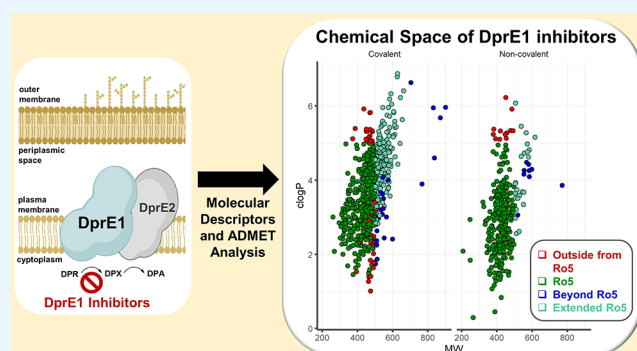 outer
membrane
periplasmic
space
plasma
membrane
cyptoplasm
DprE1
DprE2
DPR
DPX
DPA
DprE1 Inhibitors
Molecular
Descriptors
and ADMET
Analysis
Chemical Space of DprE1 inhibitors
Covalent
Non-covalent
clogP
6
4
2
0
200
400
600
800
200
400
600
800
MW
Outside from
Ro5
Ro5
Beyond Ro5
Extended Ro5